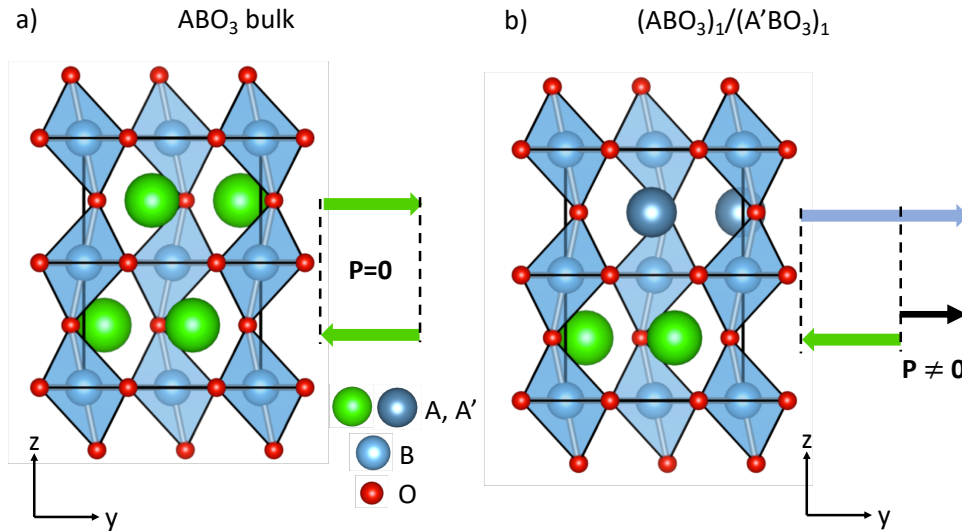 a) ABO₃ bulk
b) (ABO₃)₁/(A’BO₃)₁
P=0
P ≠ 0
A, A’
B
O
z
y
z
y